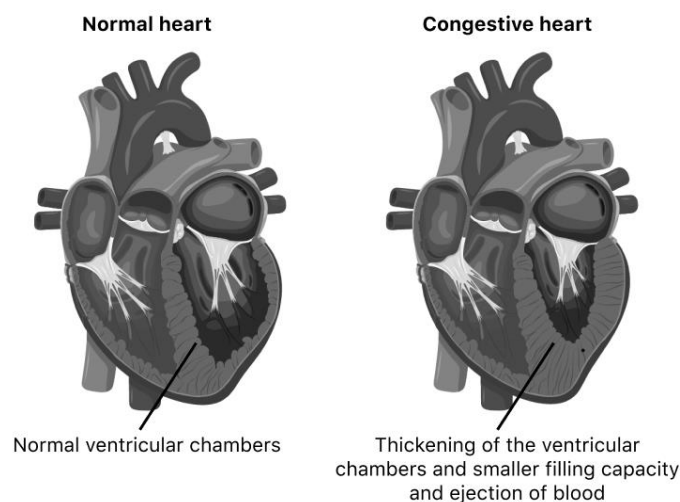 Normal heart
Congestive heart
Normal ventricular chambers
Thickening of the ventricular
chambers and smaller filling capacity
and ejection of blood